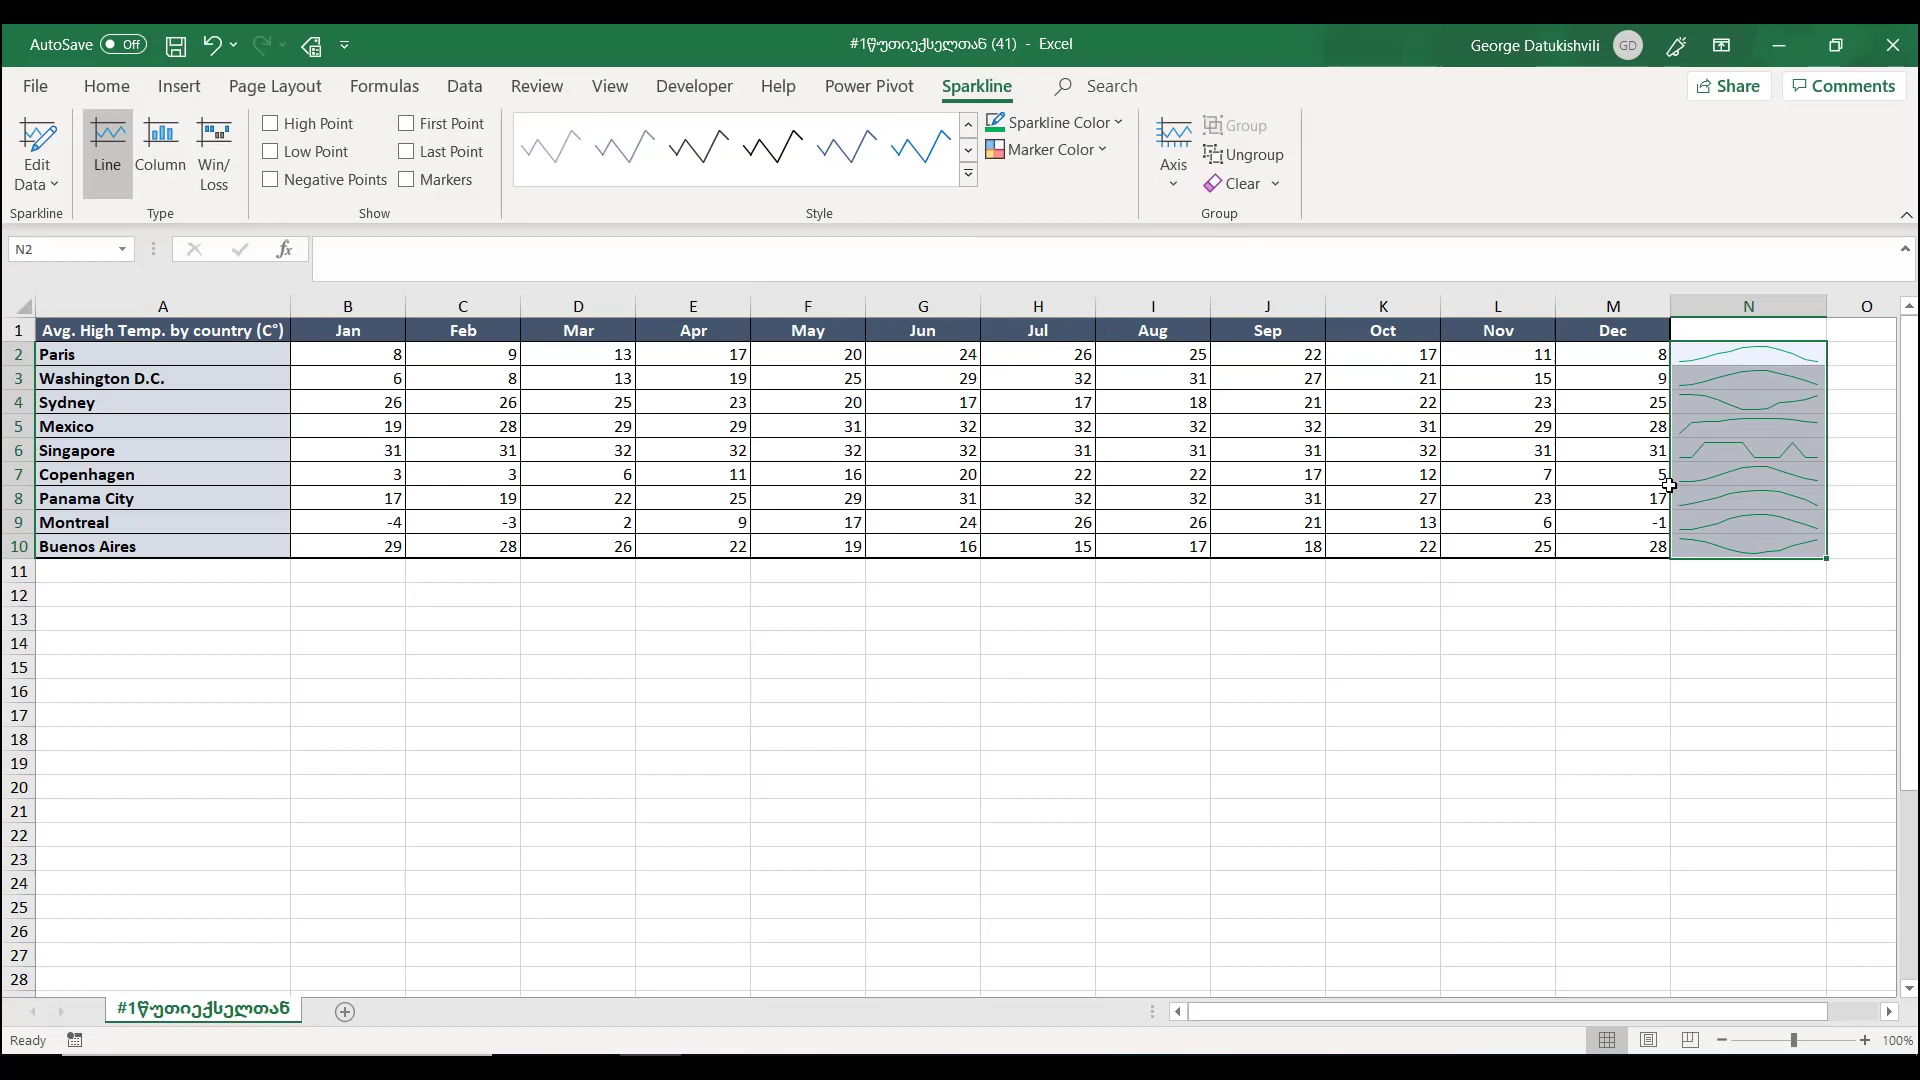 AutoSave Off #1წუთიექსელთან (41) - Excel George Datukishvili GD
File Home Insert Page Layout Formulas Data Review View Developer Help Power Pivot Sparkline Search Share Comments
Edit Data
Line
Column
Win/
Loss
High Point First Point
Low Point Last Point
Negative Points Markers
Sparkline Color
Marker Color
Axis
Group
Ungroup
Clear
Sparkline Type Show Style Group
N2 fx
A B C D E F G H I J K L M N O
1 Avg. High Temp. by country (C°) Jan Feb Mar Apr May Jun Jul Aug Sep Oct Nov Dec
2 Paris 8 9 13 17 20 24 26 25 22 17 11 8
3 Washington D.C. 6 8 13 19 25 29 32 31 27 21 15 9
4 Sydney 26 26 25 23 20 17 17 18 21 22 23 25
5 Mexico 19 28 29 29 31 32 32 32 32 31 29 28
6 Singapore 31 31 32 32 32 32 31 31 31 32 31 31
7 Copenhagen 3 3 6 11 16 20 22 22 17 12 7 5
8 Panama City 17 19 22 25 29 31 32 32 31 27 23 17
9 Montreal -4 -3 2 9 17 24 26 26 21 13 6 -1
10 Buenos Aires 29 28 26 22 19 16 15 17 18 22 25 28
11
12
13
14
15
16
17
18
19
20
21
22
23
24
25
26
27
28
#1წუთიექსელთან
Ready 100%